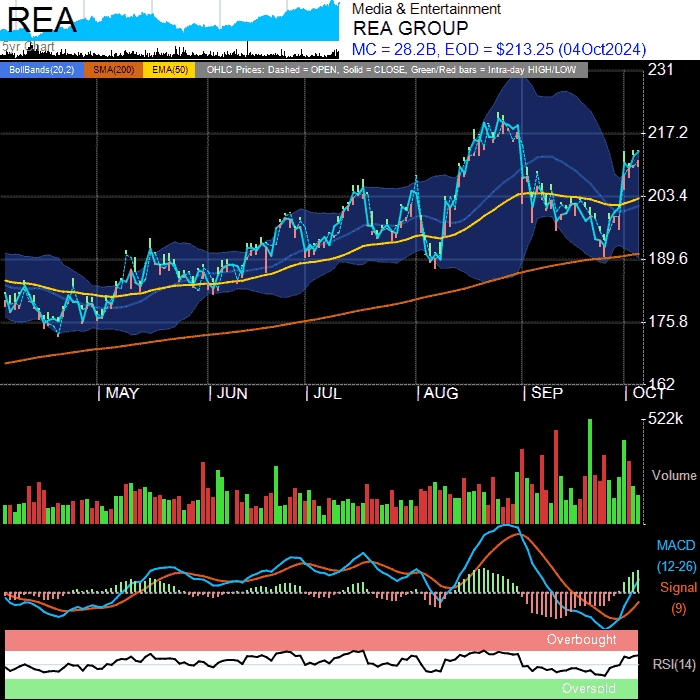 REA
5yr Chart
Media & Entertainment
REA GROUP
MC = 28.2B, EOD = $213.25 (04Oct2024)
BollBands(20,2) SMA(200) EMA(50) OHLC Prices: Dashed = OPEN, Solid = CLOSE, Green/Red bars = Intra-day HIGH/LOW
231
217.2
203.4
189.6
175.8
162
MAY JUN JUL AUG SEP OCT
522k
Volume
MACD
(12-26)
Signal
(9)
Overbought
RSI(14)
Oversold